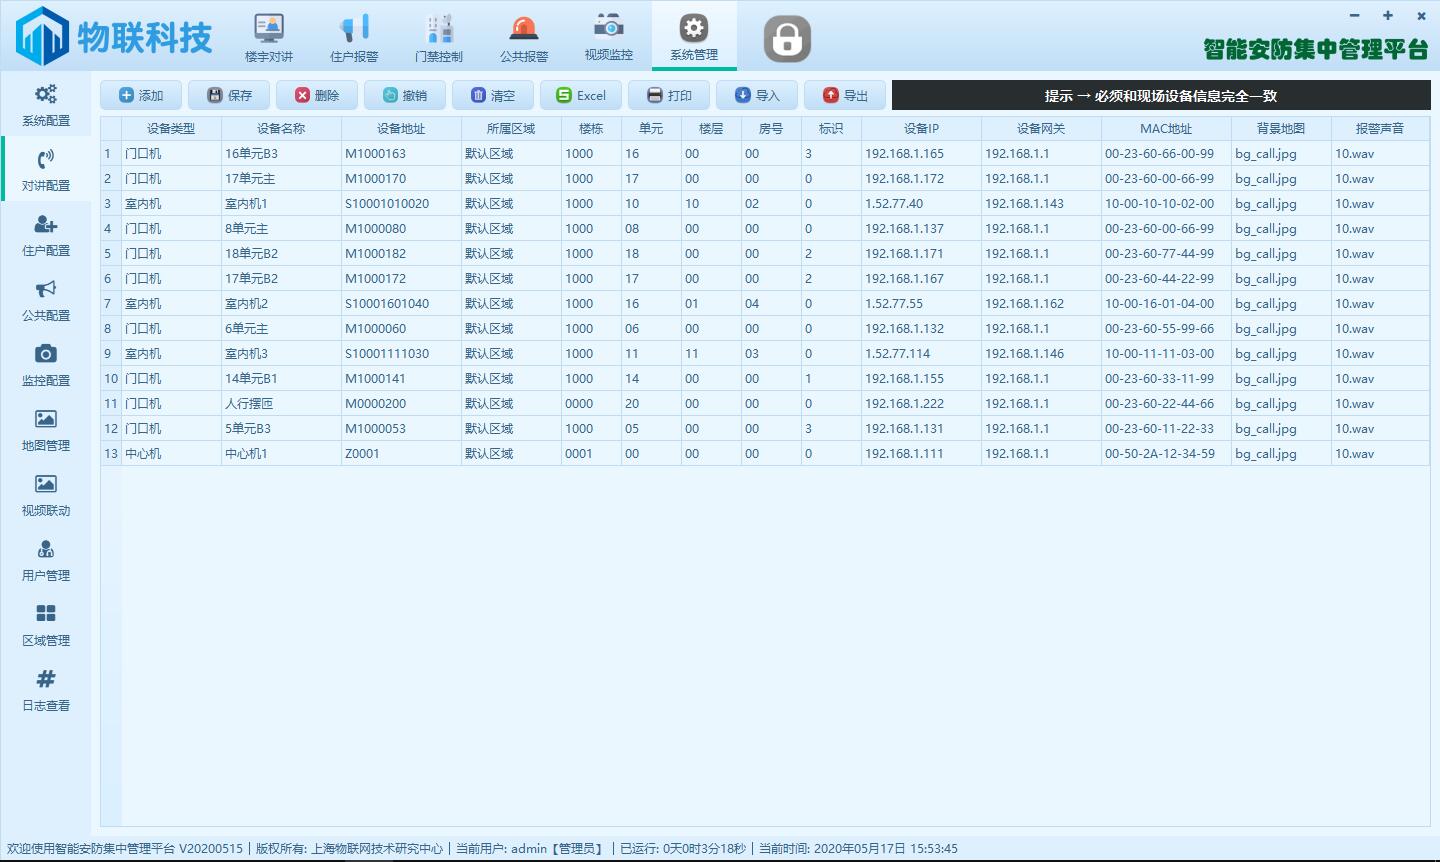 物联科技
楼宇对讲 住户报警 门禁控制 公共报警 视频监控 系统管理
智能安防集中管理平台
系统配置
对讲配置
住户配置
公共配置
监控配置
地图管理
视频联动
用户管理
区域管理
日志查看
添加 保存 删除 撤销 清空 Excel 打印 导入 导出 提示 → 必须和现场设备信息完全一致
设备类型 设备名称 设备地址 所属区域 楼栋 单元 楼层 房号 标识 设备IP 设备网关 MAC地址 背景地图 报警声音
1 门口机 16单元B3 M1000163 默认区域 1000 16 00 00 3 192.168.1.165 192.168.1.1 00-23-60-66-00-99 bg_call.jpg 10.wav
2 门口机 17单元主 M1000170 默认区域 1000 17 00 00 0 192.168.1.172 192.168.1.1 00-23-60-00-66-99 bg_call.jpg 10.wav
3 室内机 室内机1 S10001010020 默认区域 1000 10 10 02 0 1.52.77.40 192.168.1.143 10-00-10-10-02-00 bg_call.jpg 10.wav
4 门口机 8单元主 M1000080 默认区域 1000 08 00 00 0 192.168.1.137 192.168.1.1 00-23-60-00-66-99 bg_call.jpg 10.wav
5 门口机 18单元B2 M1000182 默认区域 1000 18 00 00 2 192.168.1.171 192.168.1.1 00-23-60-77-44-99 bg_call.jpg 10.wav
6 门口机 17单元B2 M1000172 默认区域 1000 17 00 00 2 192.168.1.167 192.168.1.1 00-23-60-44-22-99 bg_call.jpg 10.wav
7 室内机 室内机2 S10001601040 默认区域 1000 16 01 04 0 1.52.77.55 192.168.1.162 10-00-16-01-04-00 bg_call.jpg 10.wav
8 门口机 6单元主 M1000060 默认区域 1000 06 00 00 0 192.168.1.132 192.168.1.1 00-23-60-55-99-66 bg_call.jpg 10.wav
9 室内机 室内机3 S10001111030 默认区域 1000 11 11 03 0 1.52.77.114 192.168.1.146 10-00-11-11-03-00 bg_call.jpg 10.wav
10 门口机 14单元B1 M1000141 默认区域 1000 14 00 00 1 192.168.1.155 192.168.1.1 00-23-60-33-11-99 bg_call.jpg 10.wav
11 门口机 人行摆匝 M0000200 默认区域 0000 20 00 00 0 192.168.1.222 192.168.1.1 00-23-60-22-44-66 bg_call.jpg 10.wav
12 门口机 5单元B3 M1000053 默认区域 1000 05 00 00 3 192.168.1.131 192.168.1.1 00-23-60-11-22-33 bg_call.jpg 10.wav
13 中心机 中心机1 Z0001 默认区域 0001 00 00 00 0 192.168.1.111 192.168.1.1 00-50-2A-12-34-59 bg_call.jpg 10.wav
欢迎使用智能安防集中管理平台 V20200515 | 版权所有: 上海物联网技术研究中心 | 当前用户: admin【管理员】 | 已运行: 0天0时3分18秒 | 当前时间: 2020年05月17日 15:53:45